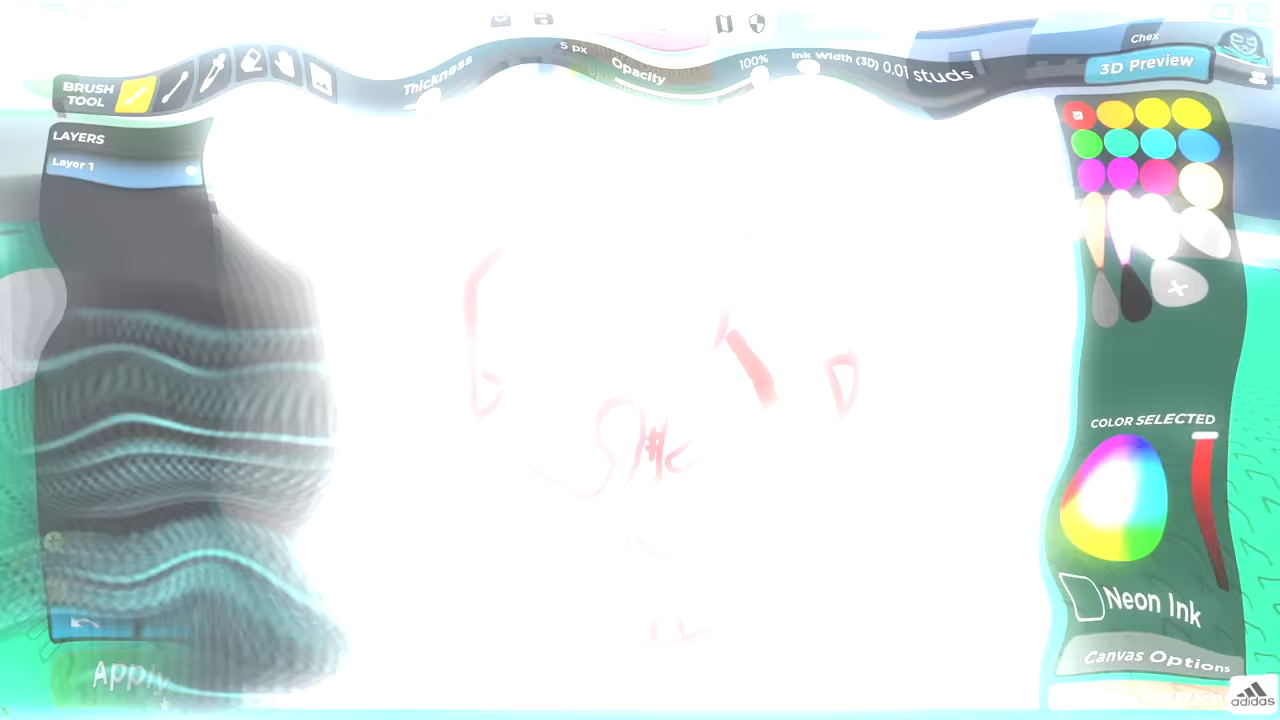 5 px
Chex
BRUSH TOOL
Thickness
Opacity
100%
Ink Width (3D) 0.01 studs
3D Preview
LAYERS
Layer 1
COLOR SELECTED
Neon Ink
Canvas Options
Apply
adidas